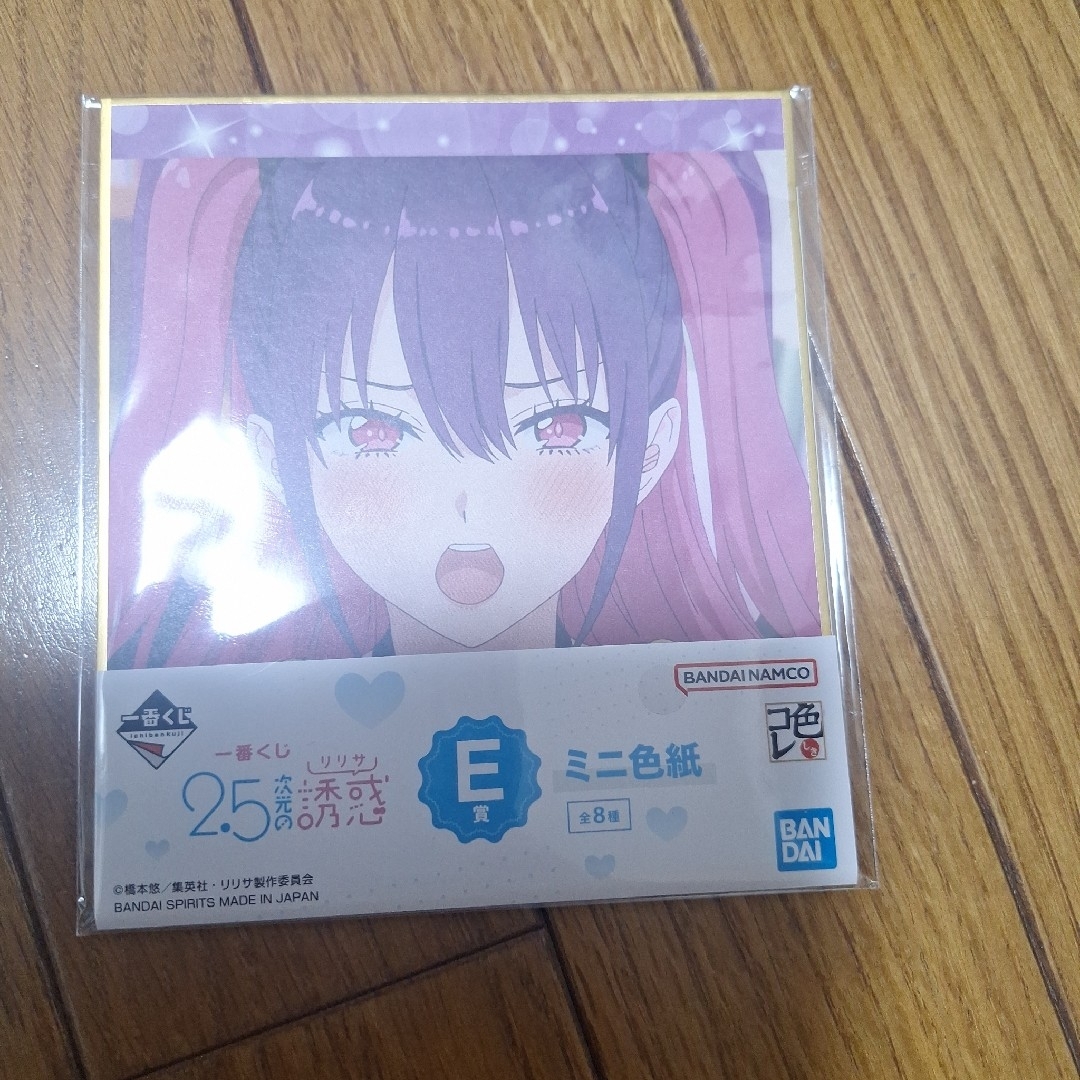 BANDAI NAMCO
一番くじ
ichibankuji
一番くじ
リリサ
2.5次元の誘惑
E
賞
ミニ色紙
全8種
色
コレ
しき
BAN
DAI
©橋本悠/集英社・リリサ製作委員会
BANDAI SPIRITS MADE IN JAPAN